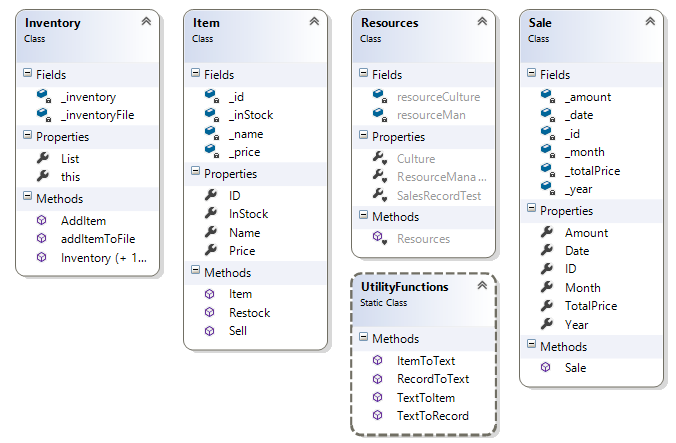 Inventory
Class
Fields
_inventory
_inventoryFile
Properties
List
this
Methods
AddItem
addItemToFile
Inventory (+ 1...
Item
Class
Fields
_id
_inStock
_name
_price
Properties
ID
InStock
Name
Price
Methods
Item
Restock
Sell
Resources
Class
Fields
resourceCulture
resourceMan
Properties
Culture
ResourceMana...
SalesRecordTest
Methods
Resources
UtilityFunctions
Static Class
Methods
ItemToText
RecordToText
TextToItem
TextToRecord
Sale
Class
Fields
_amount
_date
_id
_month
_totalPrice
_year
Properties
Amount
Date
ID
Month
TotalPrice
Year
Methods
Sale